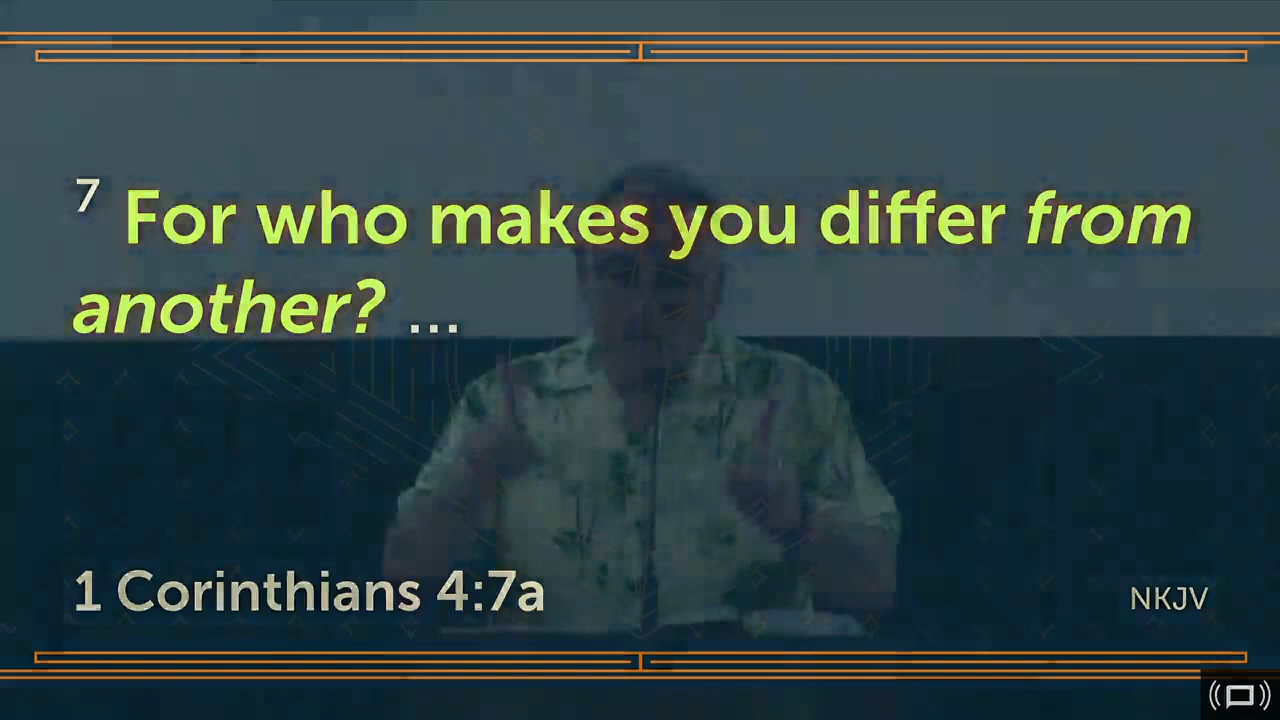 7 For who makes you differ from
another? ...
1 Corinthians 4:7a
NKJV